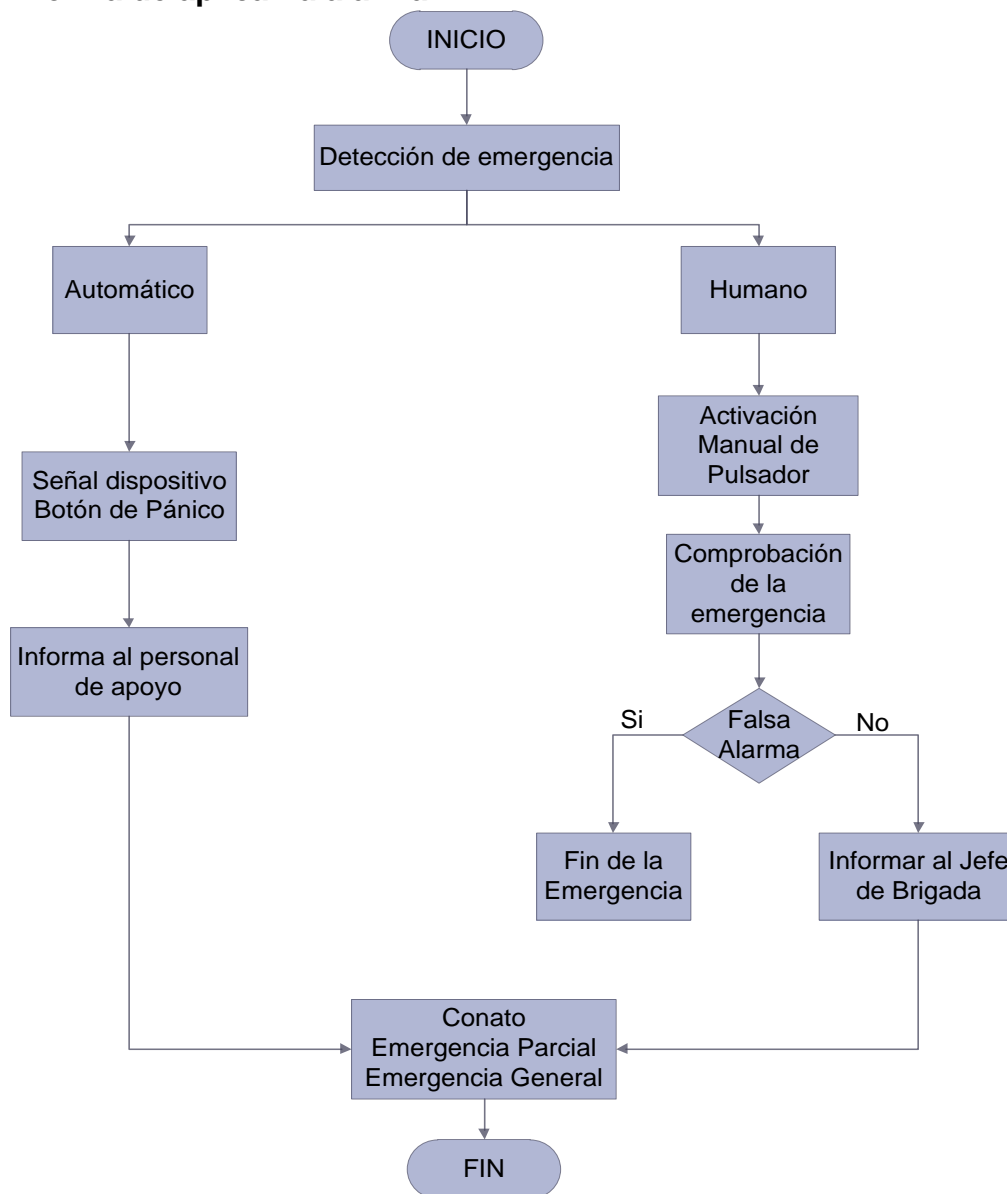 INICIO
Detección de emergencia
Automático
Humano
Señal dispositivo
Botón de Pánico
Activación
Manual de
Pulsador
Comprobación
de la
emergencia
Informa al personal
de apoyo
Si
Falsa
Alarma
No
Fin de la
Emergencia
Informar al Jefe
de Brigada
Conato
Emergencia Parcial
Emergencia General
FIN